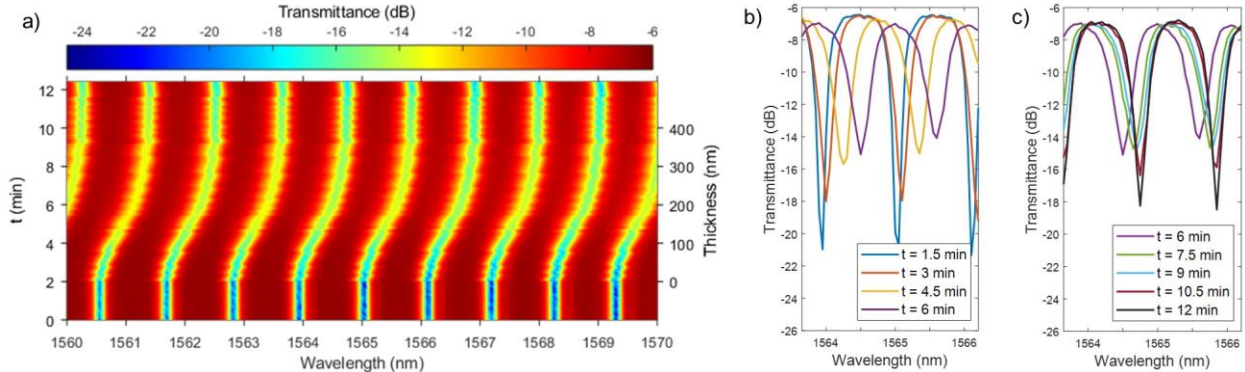 a)
Transmittance (dB)
-24 -22 -20 -18 -16 -14 -12 -10 -8 -6
12
10
8
6
4
2
0
t (min)
400
300
200
100
0
Thickness (nm)
1560 1561 1562 1563 1564 1565 1566 1567 1568 1569 1570
Wavelength (nm)
b)
-6
-8
-10
-12
-14
-16
-18
-20
-22
-24
-26
Transmittance (dB)
t = 1.5 min
t = 3 min
t = 4.5 min
t = 6 min
1564 1565 1566
Wavelength (nm)
c)
-6
-8
-10
-12
-14
-16
-18
-20
-22
-24
-26
Transmittance (dB)
t = 6 min
t = 7.5 min
t = 9 min
t = 10.5 min
t = 12 min
1564 1565 1566
Wavelength (nm)